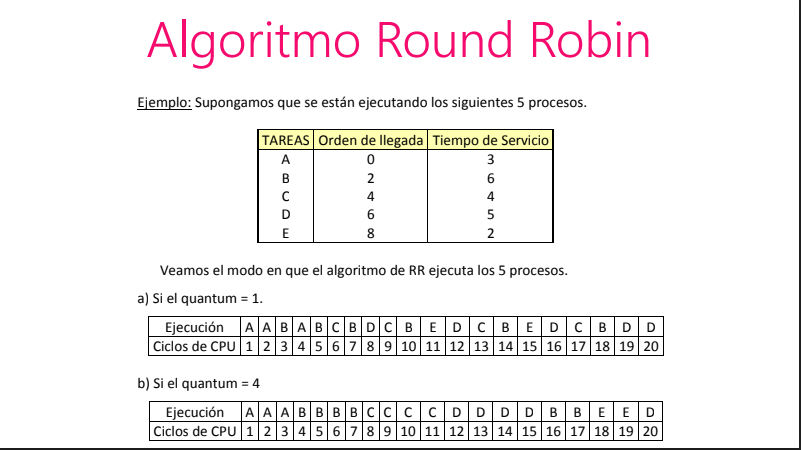 Algoritmo Round Robin
Ejemplo: Supongamos que se están ejecutando los siguientes 5 procesos.
TAREAS Orden de llegada Tiempo de Servicio
A 0 3
B 2 6
C 4 4
D 6 5
E 8 2
Veamos el modo en que el algoritmo de RR ejecuta los 5 procesos.
a) Si el quantum = 1.
Ejecución A A B A B C B D C B E D C B E D C B D D
Ciclos de CPU 1 2 3 4 5 6 7 8 9 10 11 12 13 14 15 16 17 18 19 20
b) Si el quantum = 4
Ejecución A A A B B B B C C C C D D D D B B E E D
Ciclos de CPU 1 2 3 4 5 6 7 8 9 10 11 12 13 14 15 16 17 18 19 20